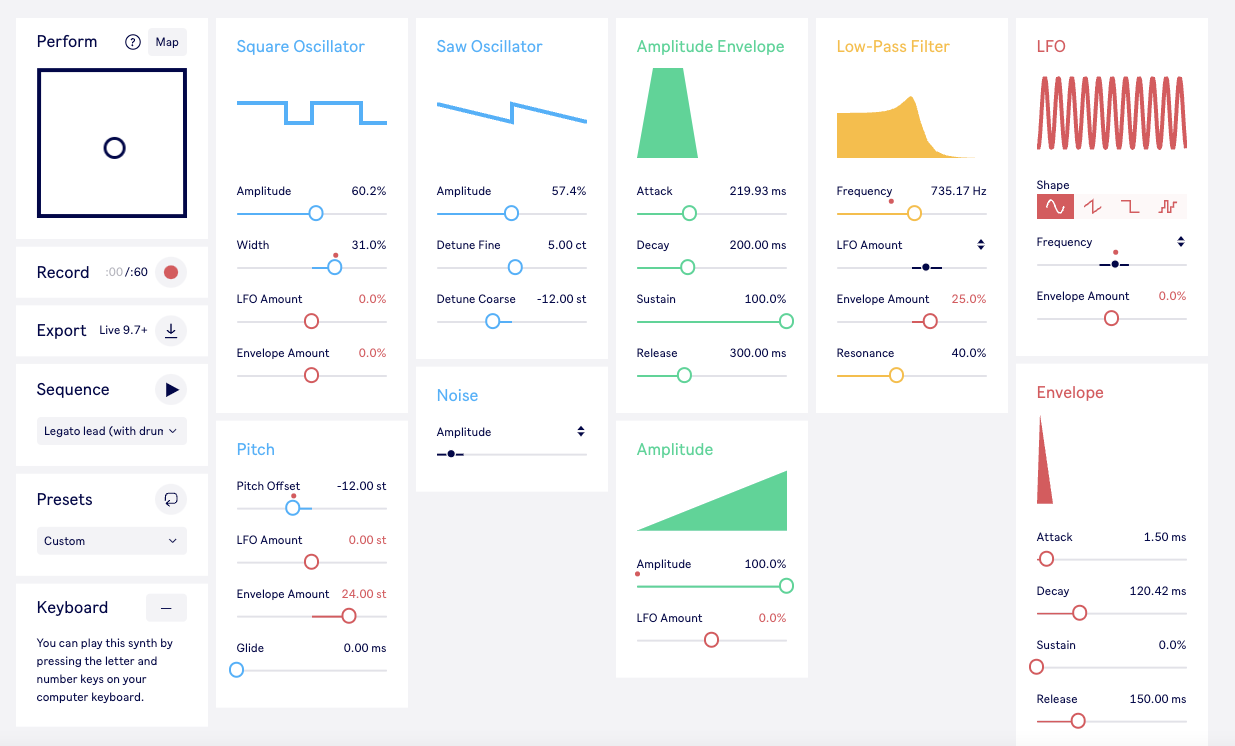 Perform
?
Map
Record
:00/:60
Export
Live 9.7+
Sequence
Legato lead (with drun
Presets
Custom
Keyboard
You can play this synth by
pressing the letter and
number keys on your
computer keyboard.
Square Oscillator
Amplitude 60.2%
Width 31.0%
LFO Amount 0.0%
Envelope Amount 0.0%
Pitch
Pitch Offset -12.00 st
LFO Amount 0.00 st
Envelope Amount 24.00 st
Glide 0.00 ms
Saw Oscillator
Amplitude 57.4%
Detune Fine 5.00 ct
Detune Coarse -12.00 st
Noise
Amplitude
Amplitude Envelope
Attack 219.93 ms
Decay 200.00 ms
Sustain 100.0%
Release 300.00 ms
Amplitude
Amplitude 100.0%
LFO Amount 0.0%
Low-Pass Filter
Frequency 735.17 Hz
LFO Amount
Envelope Amount 25.0%
Resonance 40.0%
LFO
Shape
Frequency
Envelope Amount 0.0%
Envelope
Attack 1.50 ms
Decay 120.42 ms
Sustain 0.0%
Release 150.00 ms